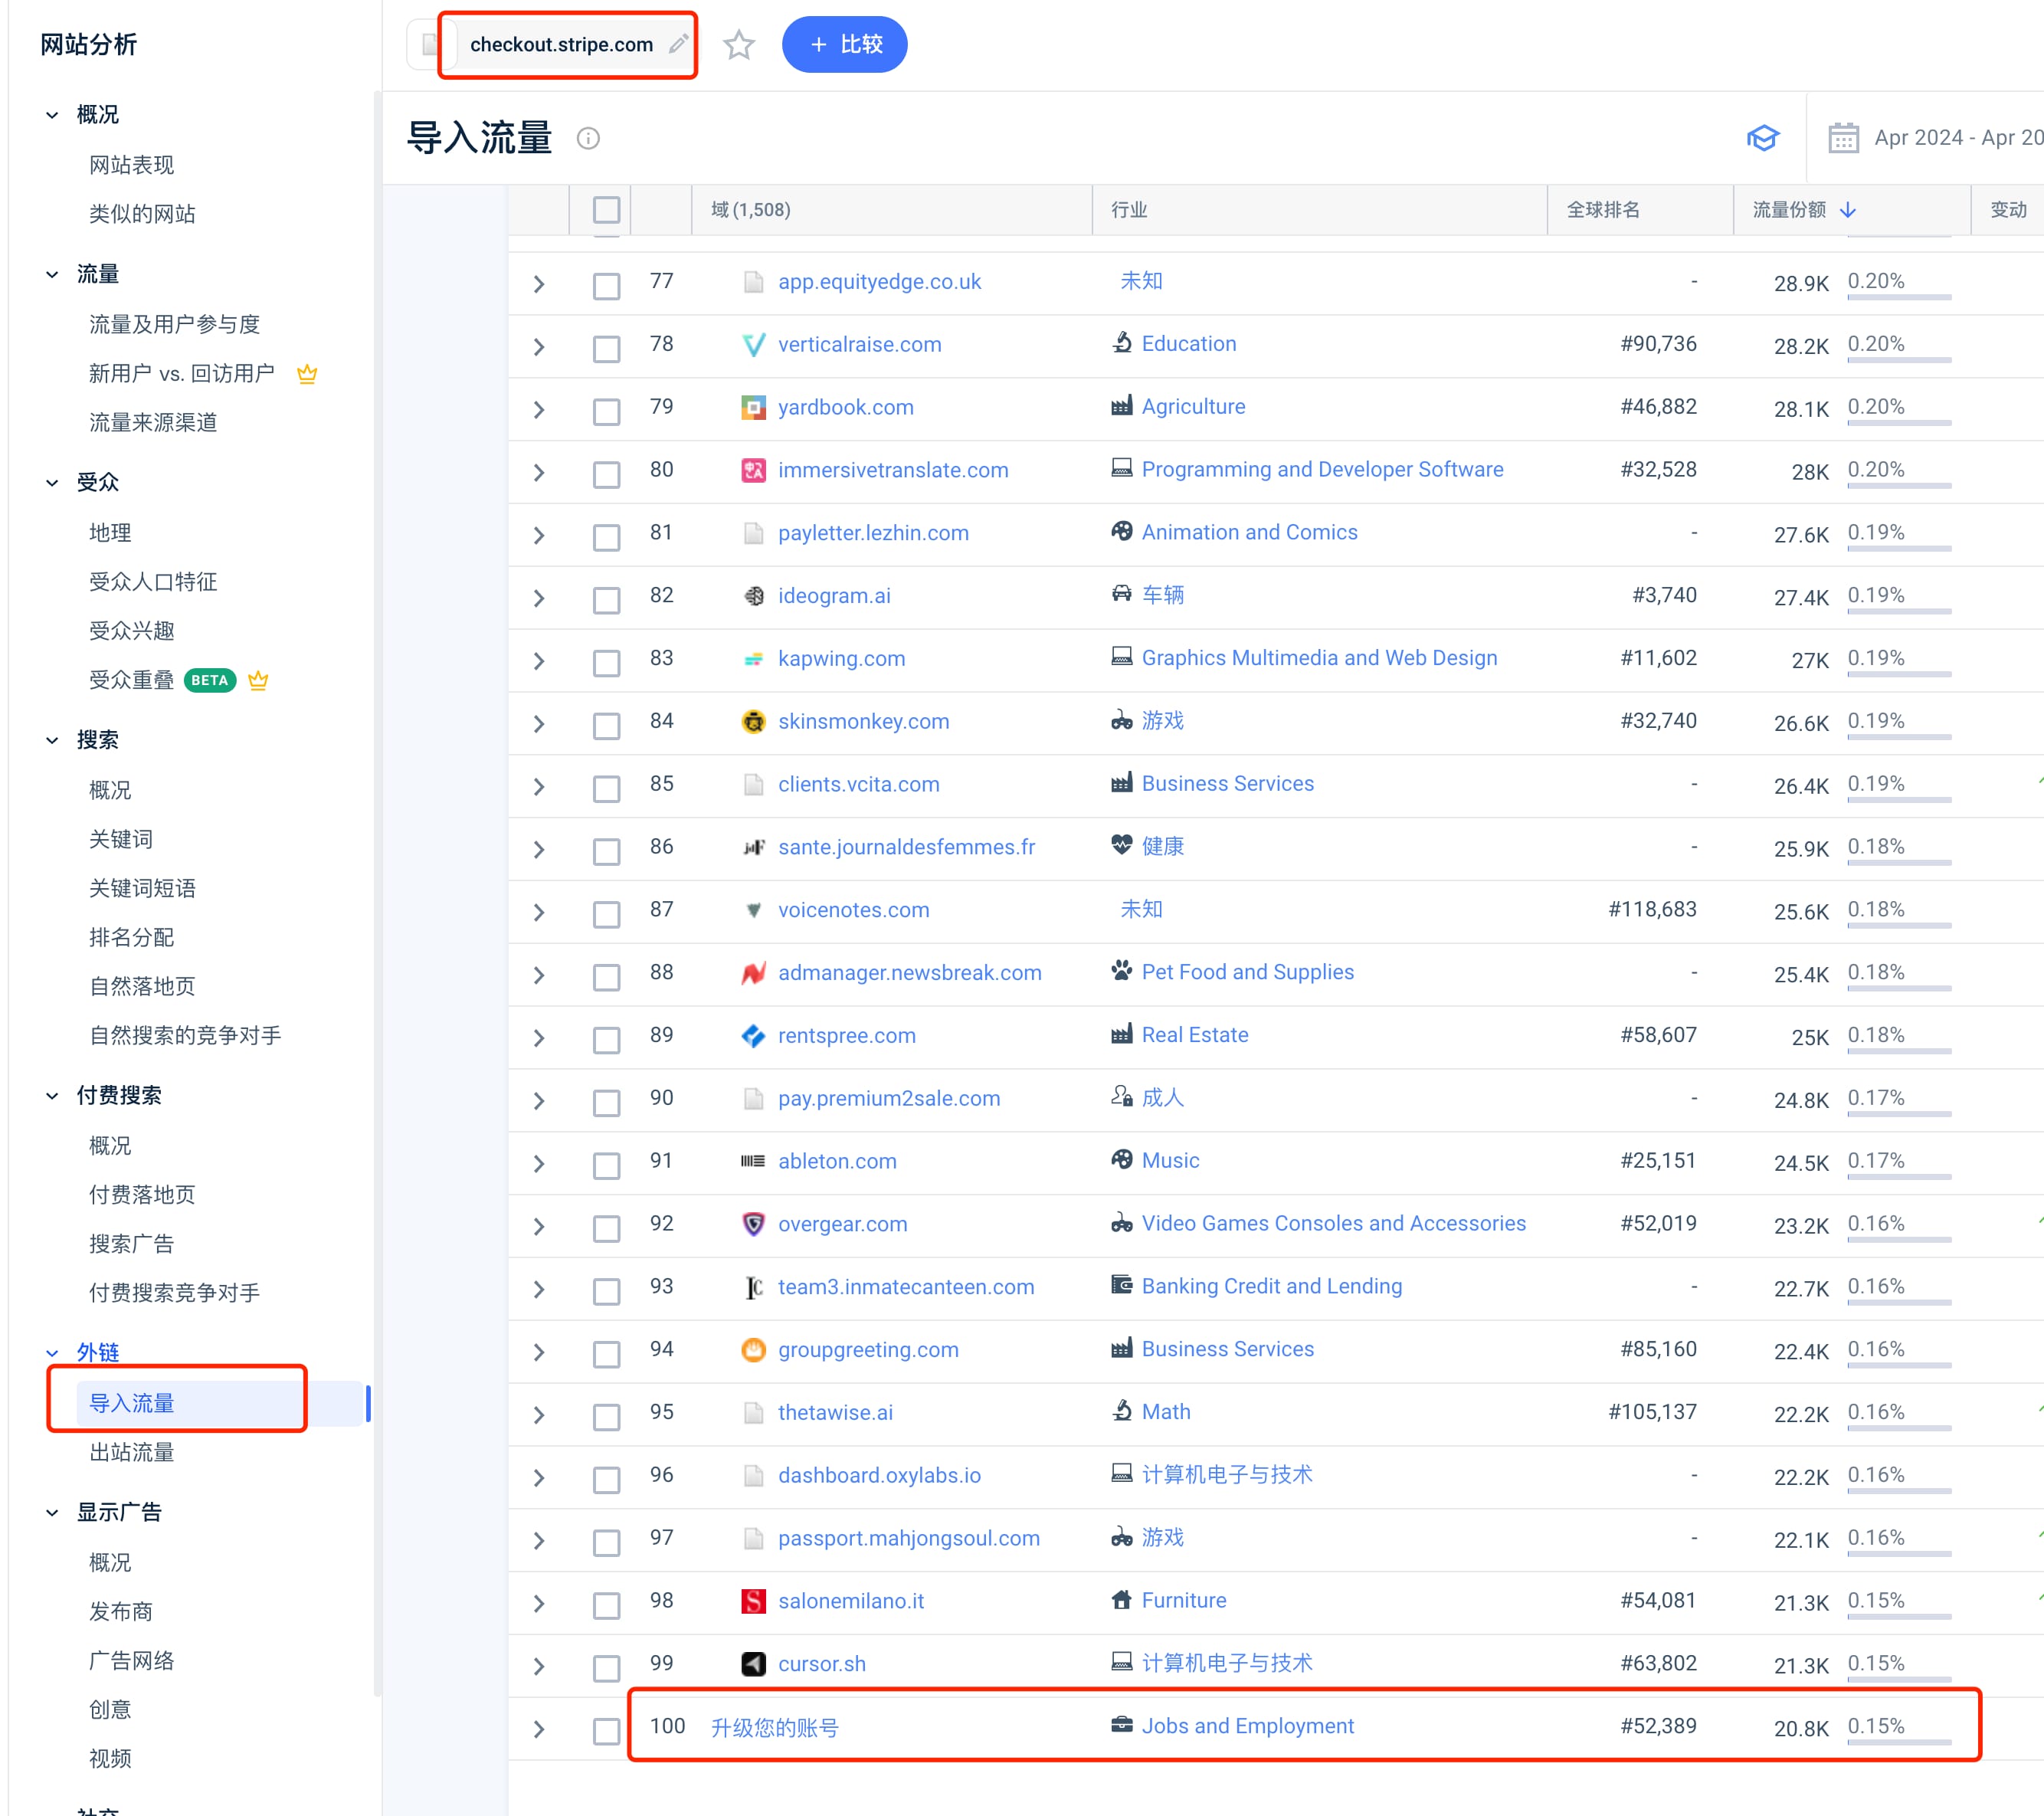 网站分析
概况
网站表现
类似的网站
流量
流量及用户参与度
新用户 vs. 回访用户
流量来源渠道
受众
地理
受众人口特征
受众兴趣
受众重叠 BETA
搜索
概况
关键词
关键词短语
排名分配
自然落地页
自然搜索的竞争对手
付费搜索
概况
付费落地页
搜索广告
付费搜索竞争对手
外链
导入流量
出站流量
显示广告
概况
发布商
广告网络
创意
视频
checkout.stripe.com
+ 比较
导入流量
Apr 2024 - Apr 20
域 (1,508) 行业 全球排名 流量份额 变动
77 app.equityedge.co.uk 未知 - 28.9K 0.20%
78 verticalraise.com Education #90,736 28.2K 0.20%
79 yardbook.com Agriculture #46,882 28.1K 0.20%
80 immersivetranslate.com Programming and Developer Software #32,528 28K 0.20%
81 payletter.lezhin.com Animation and Comics - 27.6K 0.19%
82 ideogram.ai 车辆 #3,740 27.4K 0.19%
83 kapwing.com Graphics Multimedia and Web Design #11,602 27K 0.19%
84 skinsmonkey.com 游戏 #32,740 26.6K 0.19%
85 clients.vcita.com Business Services - 26.4K 0.19%
86 sante.journaldesfemmes.fr 健康 - 25.9K 0.18%
87 voicenotes.com 未知 #118,683 25.6K 0.18%
88 admanager.newsbreak.com Pet Food and Supplies - 25.4K 0.18%
89 rentspree.com Real Estate #58,607 25K 0.18%
90 pay.premium2sale.com 成人 - 24.8K 0.17%
91 ableton.com Music #25,151 24.5K 0.17%
92 overgear.com Video Games Consoles and Accessories #52,019 23.2K 0.16%
93 team3.inmatecanteen.com Banking Credit and Lending - 22.7K 0.16%
94 groupgreeting.com Business Services #85,160 22.4K 0.16%
95 thetawise.ai Math #105,137 22.2K 0.16%
96 dashboard.oxylabs.io 计算机电子与技术 - 22.2K 0.16%
97 passport.mahjongsoul.com 游戏 - 22.1K 0.16%
98 salonemilano.it Furniture #54,081 21.3K 0.15%
99 cursor.sh 计算机电子与技术 #63,802 21.3K 0.15%
100 升级您的账号 Jobs and Employment #52,389 20.8K 0.15%